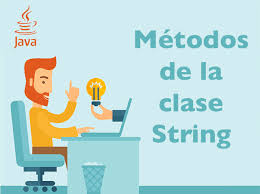 Java
Métodos
de la
clase
String